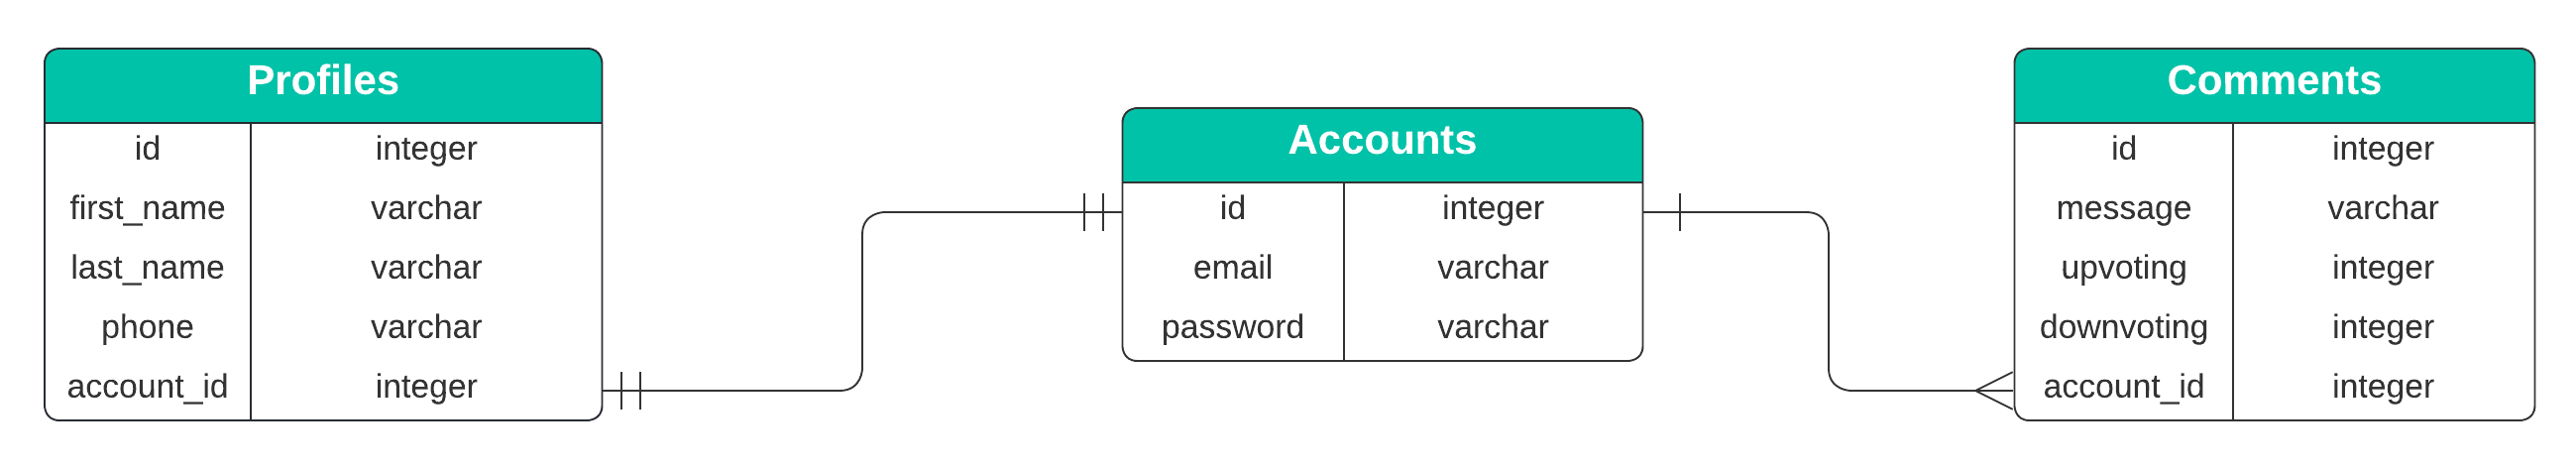 Profiles
id integer
first_name varchar
last_name varchar
phone varchar
account_id integer
Accounts
id integer
email varchar
password varchar
Comments
id integer
message varchar
upvoting integer
downvoting integer
account_id integer